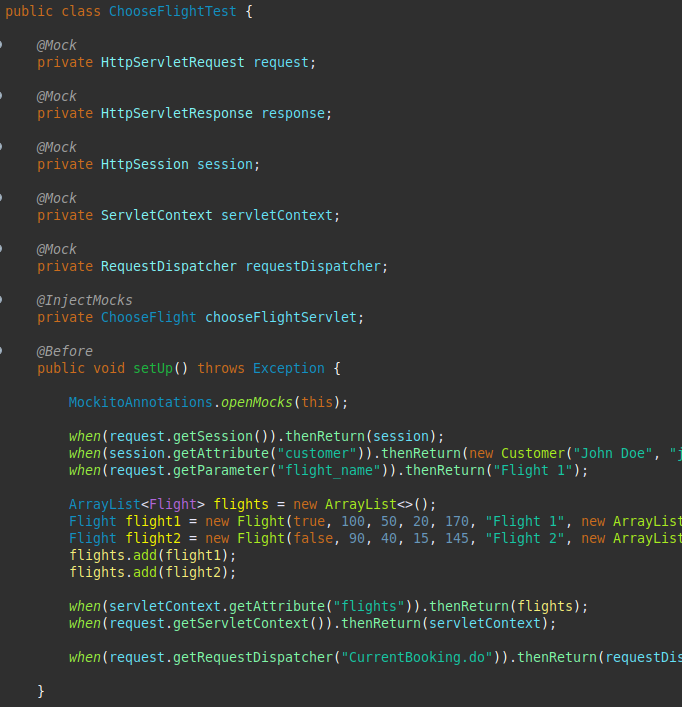 public class ChooseFlightTest {
@Mock
private HttpServletRequest request;
@Mock
private HttpServletResponse response;
@Mock
private HttpSession session;
@Mock
private ServletContext servletContext;
@Mock
private RequestDispatcher requestDispatcher;
@InjectMocks
private ChooseFlight chooseFlightServlet;
@Before
public void setUp() throws Exception {
MockitoAnnotations.openMocks(this);
when(request.getSession()).thenReturn(session);
when(session.getAttribute("customer")).thenReturn(new Customer("John Doe", "j
when(request.getParameter("flight_name")).thenReturn("Flight 1");
ArrayList<Flight> flights = new ArrayList<>();
Flight flight1 = new Flight(true, 100, 50, 20, 170, "Flight 1", new ArrayList
Flight flight2 = new Flight(false, 90, 40, 15, 145, "Flight 2", new ArrayList
flights.add(flight1);
flights.add(flight2);
when(servletContext.getAttribute("flights")).thenReturn(flights);
when(request.getServletContext()).thenReturn(servletContext);
when(request.getRequestDispatcher("CurrentBooking.do")).thenReturn(requestDis
}